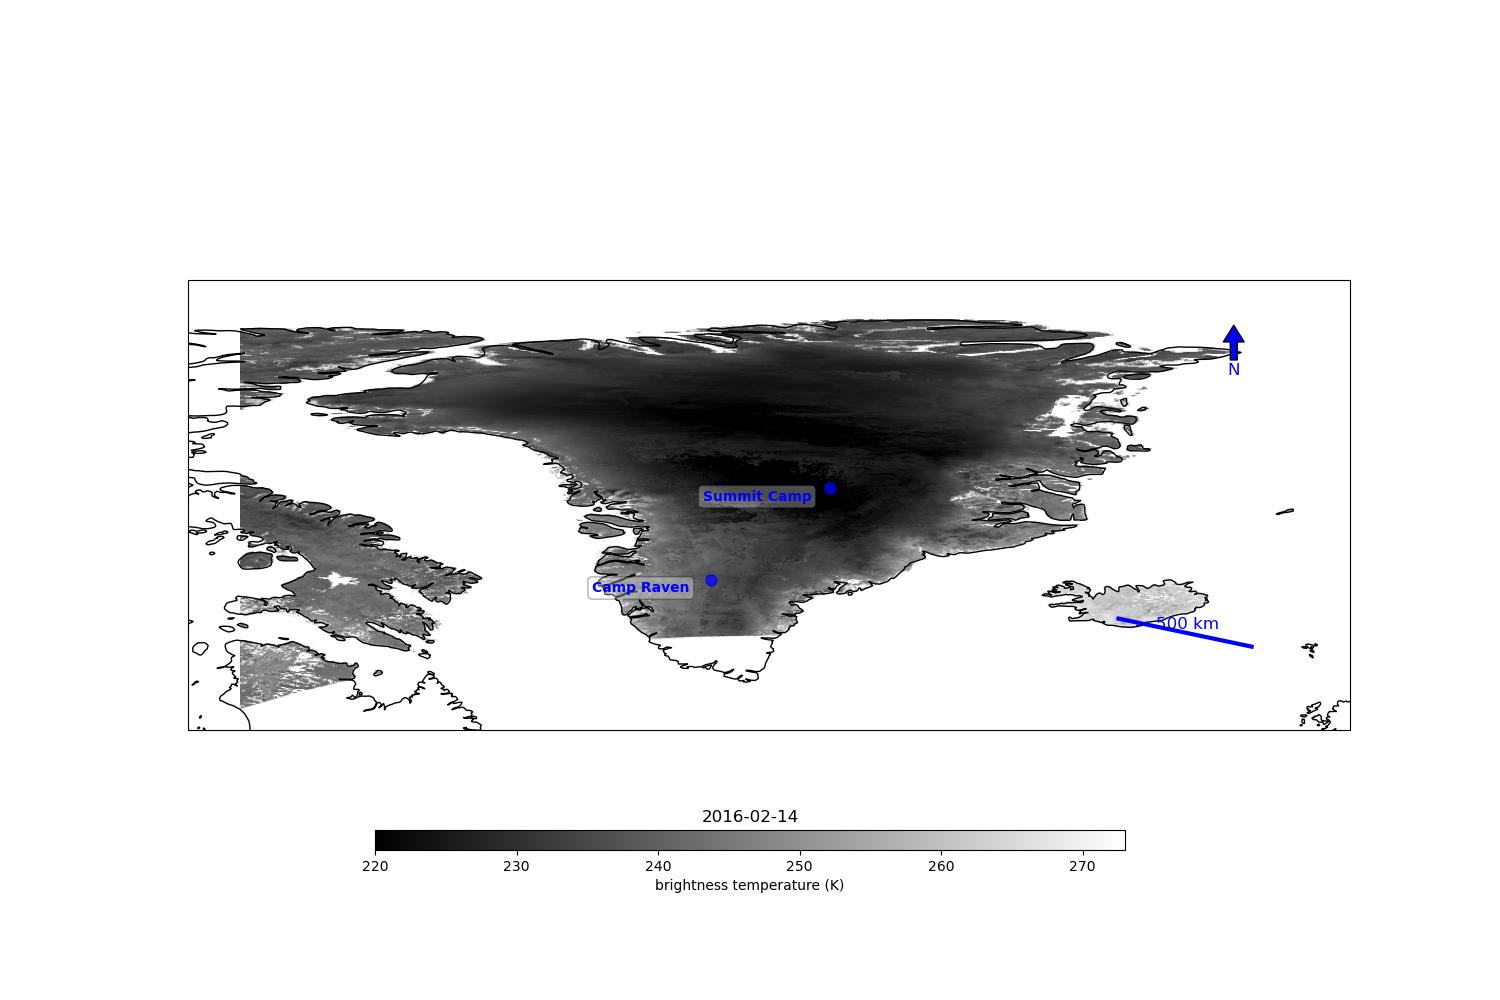 N
Summit Camp
Camp Raven
500 km
2016-02-14
220 230 240 250 260 270
brightness temperature (K)